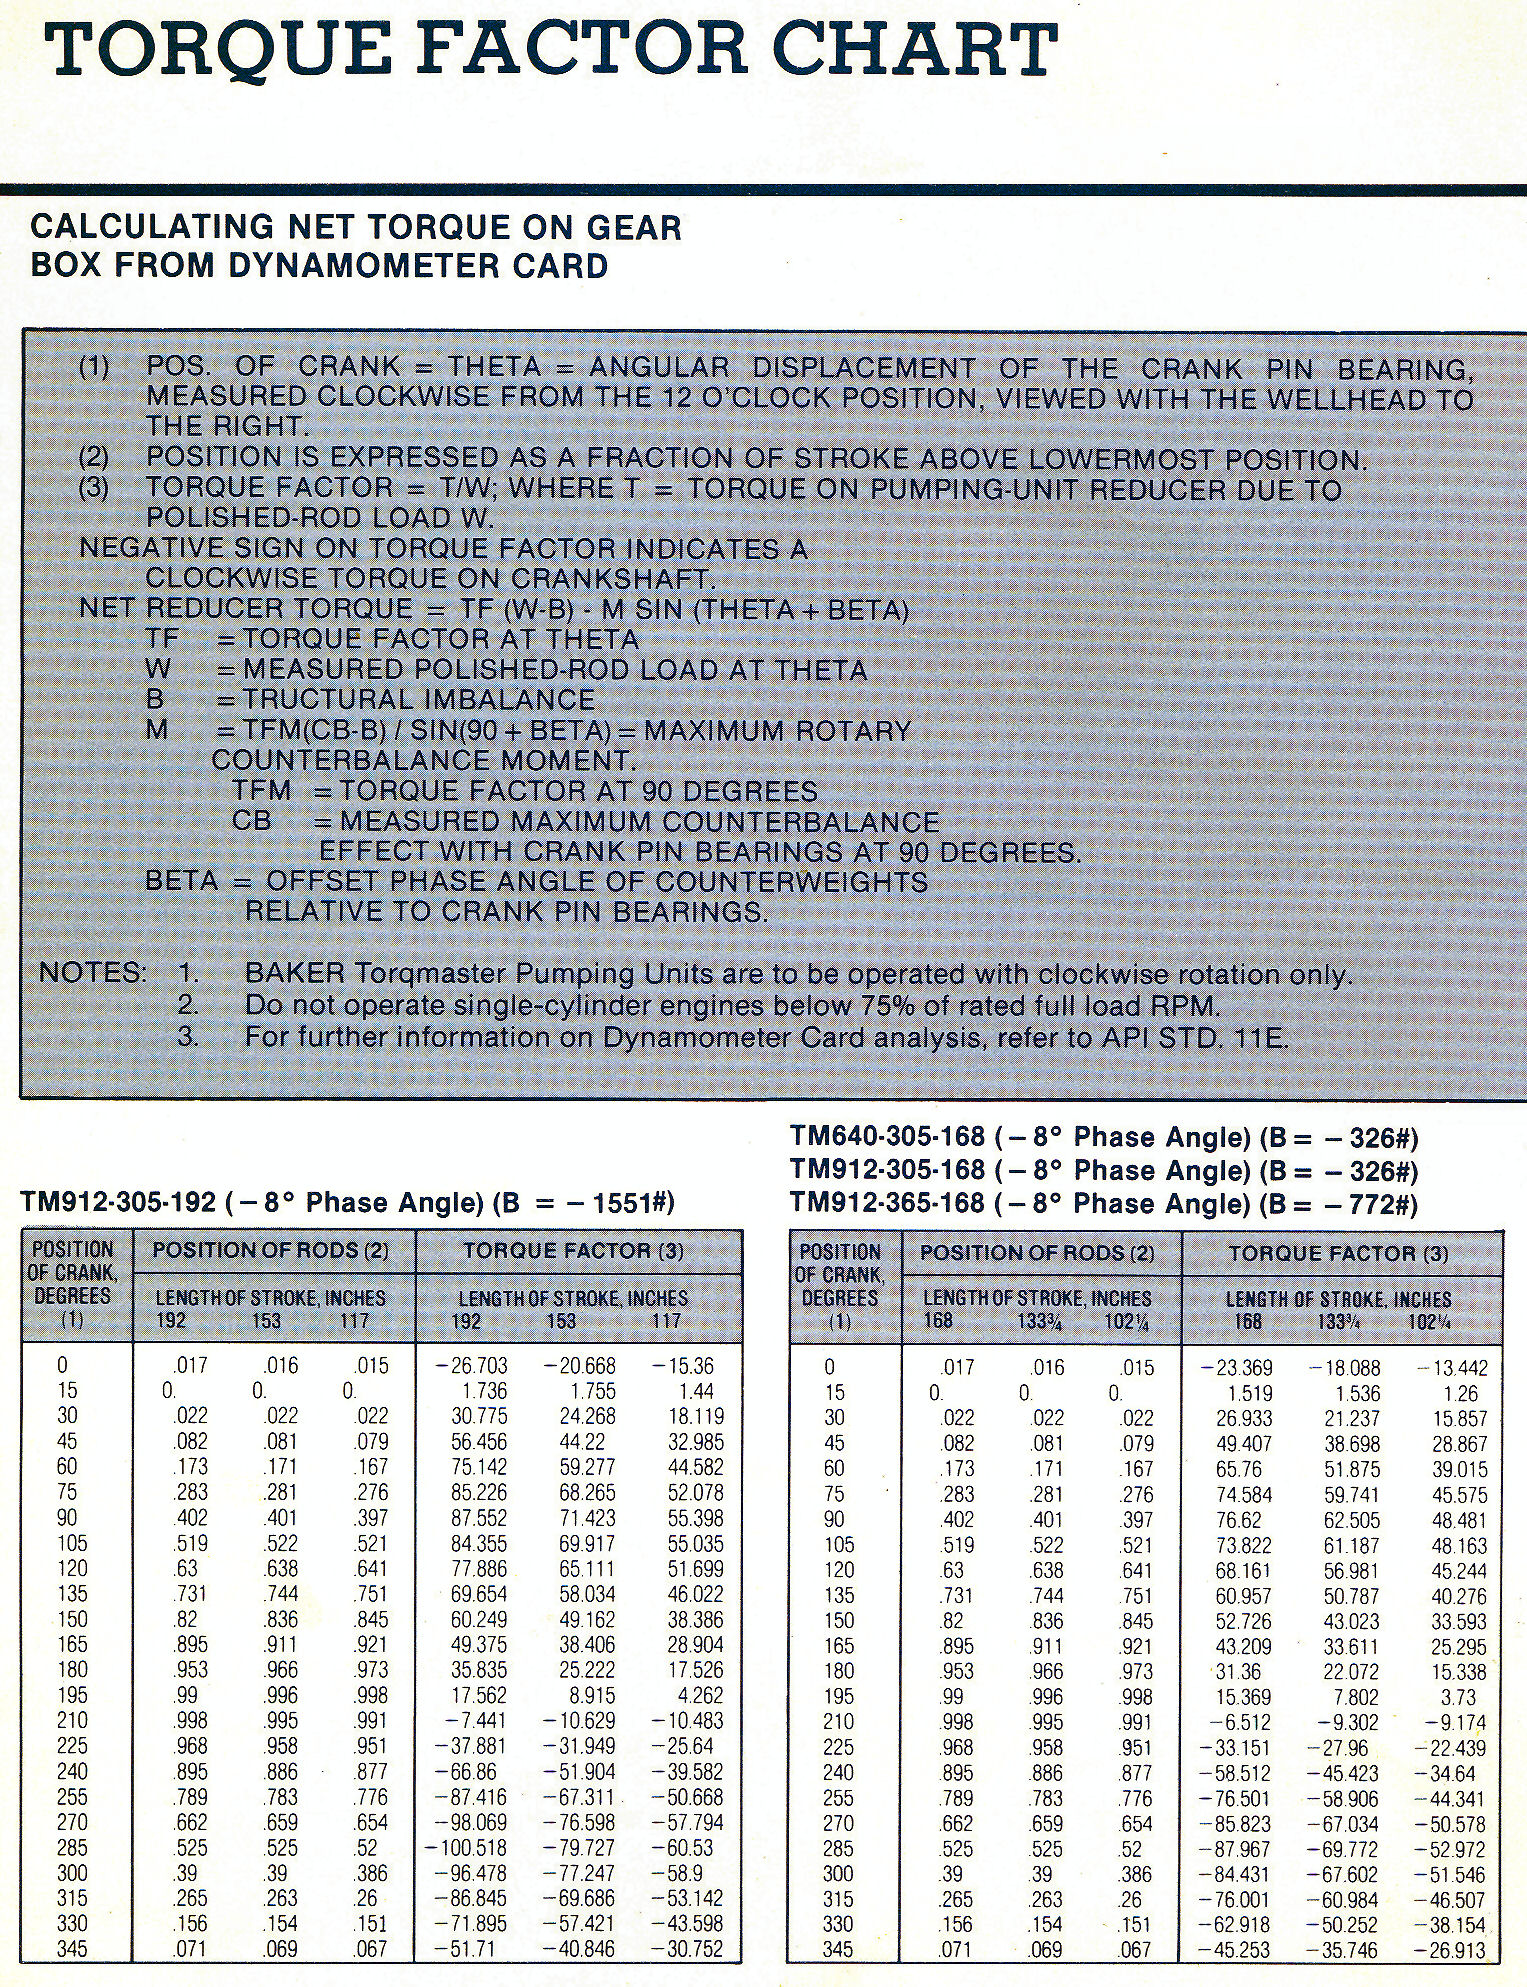 TORQUE FACTOR CHART
CALCULATING NET TORQUE ON GEAR
BOX FROM DYNAMOMETER CARD
(1) POS. OF CRANK = THETA = ANGULAR DISPLACEMENT OF THE CRANK PIN BEARING,
MEASURED CLOCKWISE FROM THE 12 O'CLOCK POSITION, VIEWED WITH THE WELLHEAD TO
THE RIGHT.
(2) POSITION IS EXPRESSED AS A FRACTION OF STROKE ABOVE LOWERMOST POSITION.
(3) TORQUE FACTOR = T/W; WHERE T = TORQUE ON PUMPING-UNIT REDUCER DUE TO
POLISHED-ROD LOAD W.
NEGATIVE SIGN ON TORQUE FACTOR INDICATES A
CLOCKWISE TORQUE ON CRANKSHAFT.
NET REDUCER TORQUE = TF (W-B) - M SIN (THETA + BETA)
TF = TORQUE FACTOR AT THETA
W = MEASURED POLISHED-ROD LOAD AT THETA
B = TRUCTURAL IMBALANCE
M = TFM(CB-B) / SIN(90 + BETA) = MAXIMUM ROTARY
COUNTERBALANCE MOMENT.
TFM = TORQUE FACTOR AT 90 DEGREES
CB = MEASURED MAXIMUM COUNTERBALANCE
EFFECT WITH CRANK PIN BEARINGS AT 90 DEGREES.
BETA = OFFSET PHASE ANGLE OF COUNTERWEIGHTS
RELATIVE TO CRANK PIN BEARINGS.
NOTES: 1. BAKER Torqmaster Pumping Units are to be operated with clockwise rotation only.
2. Do not operate single-cylinder engines below 75% of rated full load RPM.
3. For further information on Dynamometer Card analysis, refer to API STD. 11E.
TM912-305-192 (-8° Phase Angle) (B = -1551#)
POSITION OF CRANK, DEGREES (1) POSITION OF RODS (2) TORQUE FACTOR (3)
LENGTH OF STROKE, INCHES LENGTH OF STROKE, INCHES
192 153 117 192 153 117
0 .017 .016 .015 -26.703 -20.668 -15.36
15 0. 0. 0. 1.736 1.755 1.44
30 .022 .022 .022 30.775 24.268 18.119
45 .082 .081 .079 56.456 44.22 32.985
60 .173 .171 .167 75.142 59.277 44.582
75 .283 .281 .276 85.226 68.265 52.078
90 .402 .401 .397 87.552 71.423 55.398
105 .519 .522 .521 84.355 69.917 55.035
120 .63 .638 .641 77.886 65.111 51.699
135 .731 .744 .751 69.654 58.034 46.022
150 .82 .836 .845 60.249 49.162 38.386
165 .895 .911 .921 49.375 38.406 28.904
180 .953 .966 .973 35.835 25.222 17.526
195 .99 .996 .998 17.562 8.915 4.262
210 .998 .995 .991 -7.441 -10.629 -10.483
225 .968 .958 .951 -37.881 -31.949 -25.64
240 .895 .886 .877 -66.86 -51.904 -39.582
255 .789 .783 .776 -87.416 -67.311 -50.668
270 .662 .659 .654 -98.069 -76.598 -57.794
285 .525 .525 .52 -100.518 -79.727 -60.53
300 .39 .39 .386 -96.478 -77.247 -58.9
315 .265 .263 .26 -86.845 -69.686 -53.142
330 .156 .154 .151 -71.895 -57.421 -43.598
345 .071 .069 .067 -51.71 -40.846 -30.752
TM640-305-168 (-8° Phase Angle) (B = -326#)
TM912-305-168 (-8° Phase Angle) (B = -326#)
TM912-365-168 (-8° Phase Angle) (B = -772#)
POSITION OF CRANK, DEGREES (1) POSITION OF RODS (2) TORQUE FACTOR (3)
LENGTH OF STROKE, INCHES LENGTH OF STROKE, INCHES
168 133¾ 102¼ 168 133¾ 102¼
0 .017 .016 .015 -23.369 -18.088 -13.442
15 0. 0. 0. 1.519 1.536 1.26
30 .022 .022 .022 26.933 21.237 15.857
45 .082 .081 .079 49.407 38.698 28.867
60 .173 .171 .167 65.76 51.875 39.015
75 .283 .281 .276 74.584 59.741 45.575
90 .402 .401 .397 76.62 62.505 48.481
105 .519 .522 .521 73.822 61.187 48.163
120 .63 .638 .641 68.161 56.981 45.244
135 .731 .744 .751 60.957 50.787 40.276
150 .82 .836 .845 52.726 43.023 33.593
165 .895 .911 .921 43.209 33.611 25.295
180 .953 .966 .973 31.36 22.072 15.338
195 .99 .996 .998 15.369 7.802 3.73
210 .998 .995 .991 -6.512 -9.302 -9.174
225 .968 .958 .951 -33.151 -27.96 -22.439
240 .895 .886 .877 -58.512 -45.423 -34.64
255 .789 .783 .776 -76.501 -58.906 -44.341
270 .662 .659 .654 -85.823 -67.034 -50.578
285 .525 .525 .52 -87.967 -69.772 -52.972
300 .39 .39 .386 -84.431 -67.602 -51.546
315 .265 .263 .26 -76.001 -60.984 -46.507
330 .156 .154 .151 -62.918 -50.252 -38.154
345 .071 .069 .067 -45.253 -35.746 -26.913